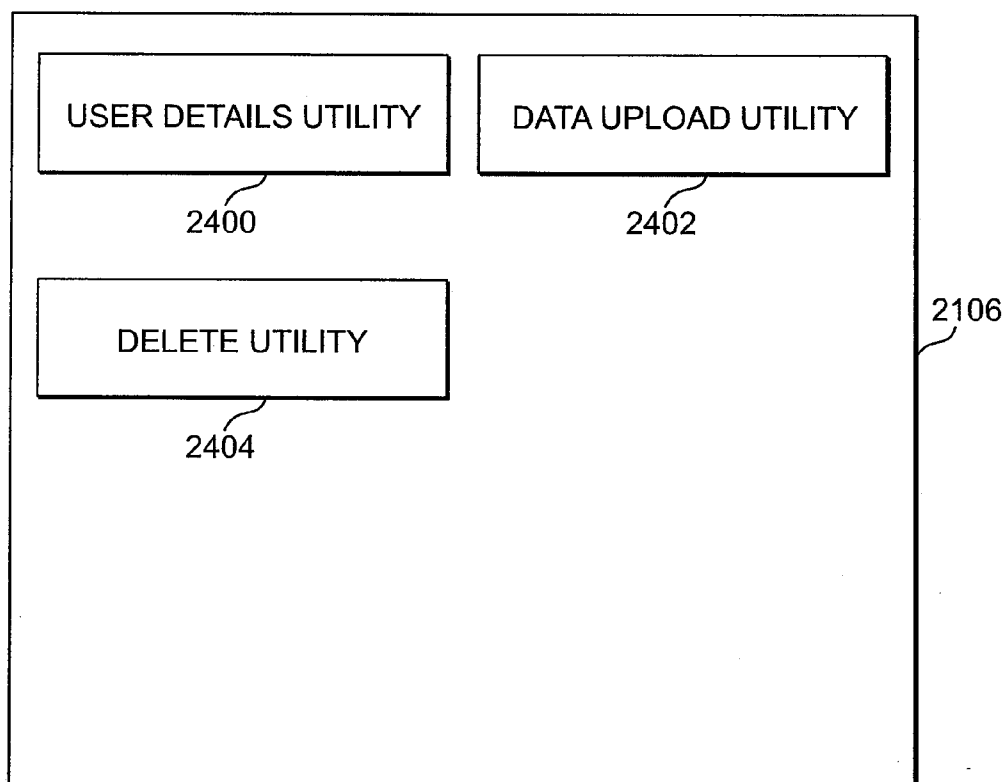 USER DETAILS UTILITY
DATA UPLOAD UTILITY
2400
2402
DELETE UTILITY
2106
2404